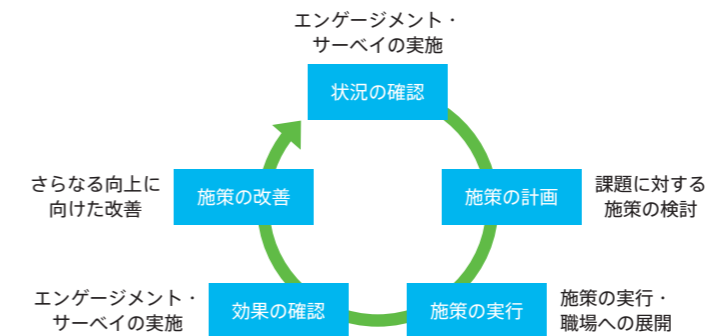 エンゲージメント・
サーベイの実施
状況の確認
施策の計画
課題に対する
施策の検討
施策の実行
施策の実行・
職場への展開
効果の確認
エンゲージメント・
サーベイの実施
施策の改善
さらなる向上に
向けた改善